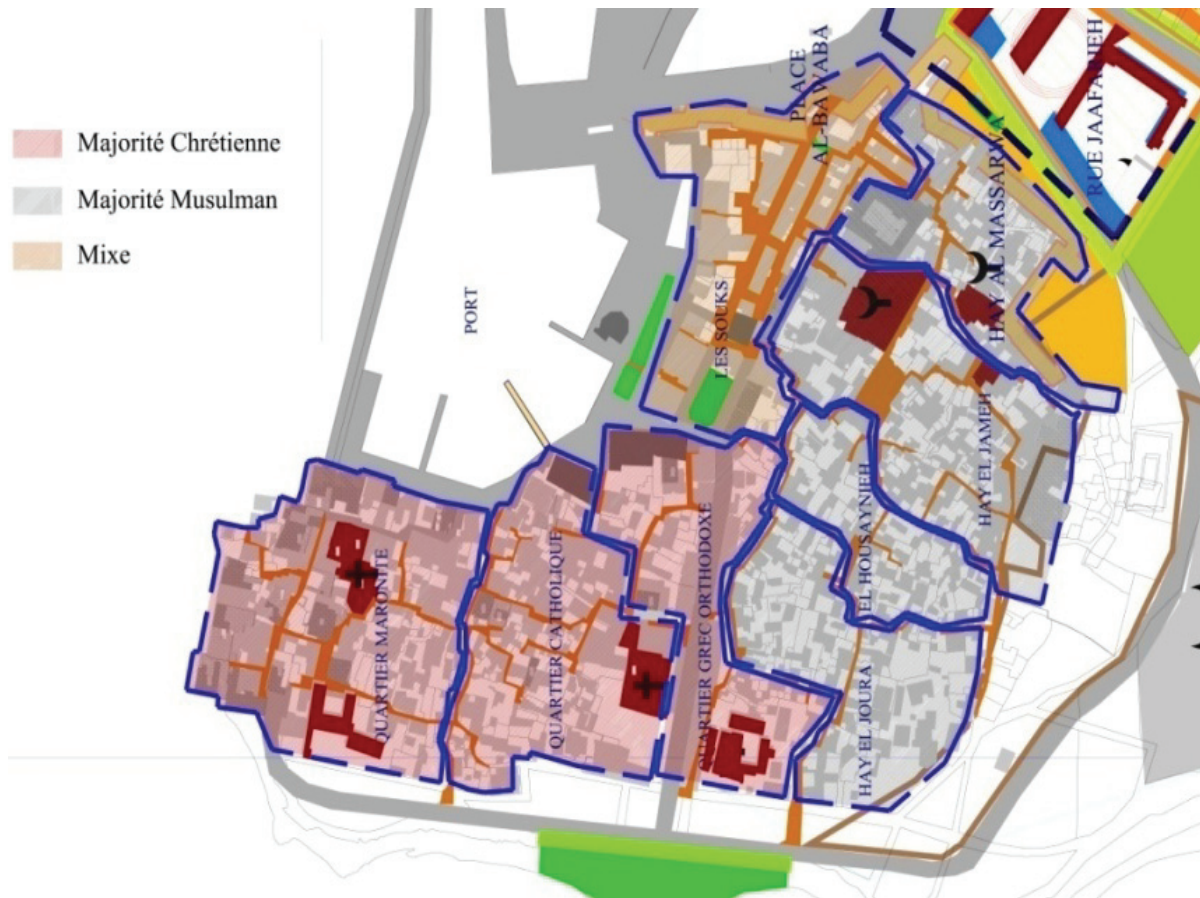 Majorité Chrétienne
Majorité Musulman
Mixe
PLACE
AL-BAWABA
RUE JAAFARIEH
HAY AL MASSARWA
PORT
LES SOUKS
HAY EL JAMEH
EL HOUSAYNIEH
QUARTIER MARONITE
QUARTIER CATHOLIQUE
QUARTIER GREC ORTHODOXE
HAY EL JOURA